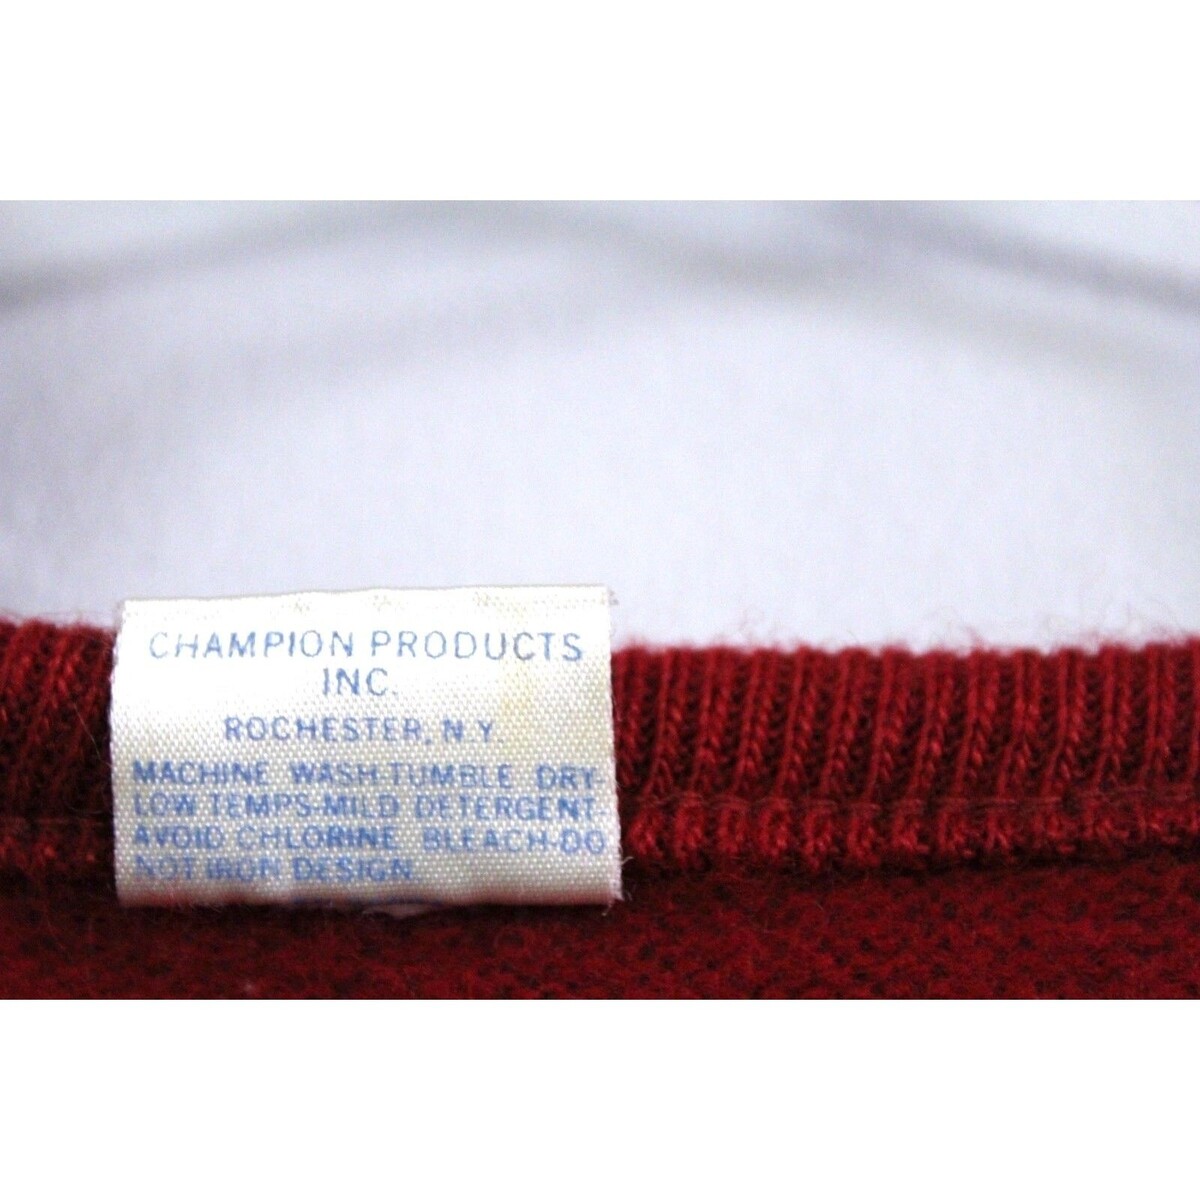 CHAMPION PRODUCTS
INC.
ROCHESTER, N.Y.
MACHINE WASH-TUMBLE DRY
LOW TEMPS-MILD DETERGENT
AVOID CHLORINE BLEACH-DO
NOT IRON DESIGN